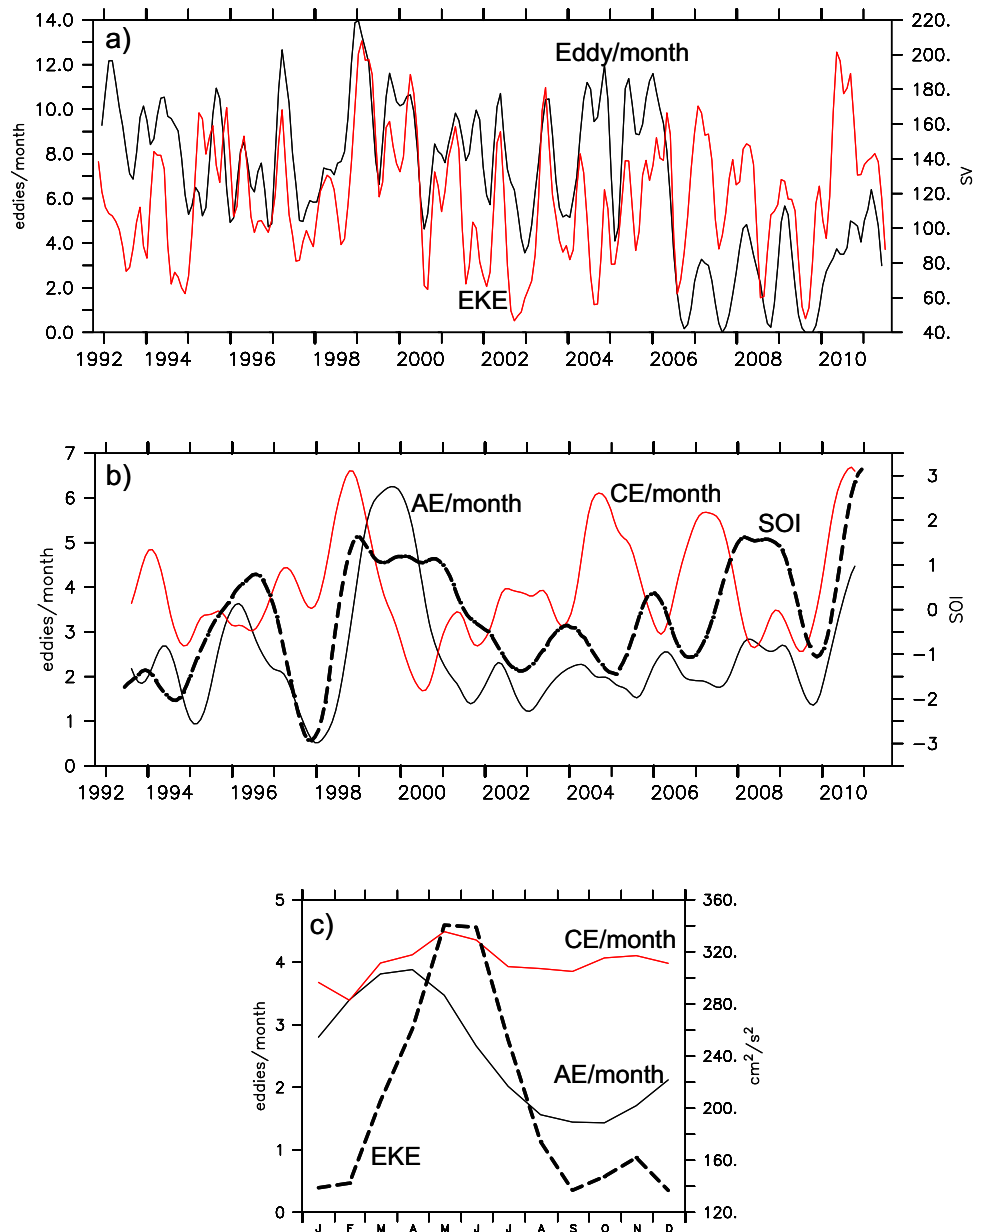 a)
Eddy/month
EKE
14.0
12.0
10.0
8.0
6.0
4.0
2.0
0.0
eddies/month
220.
200.
180.
160.
140.
120.
100.
80.
60.
40.
SV
1992 1994 1996 1998 2000 2002 2004 2006 2008 2010
b)
AE/month
CE/month
SOI
7
6
5
4
3
2
1
0
eddies/month
3
2
1
0
−1
−2
−3
SOI
1992 1994 1996 1998 2000 2002 2004 2006 2008 2010
c)
CE/month
AE/month
EKE
5
4
3
2
1
0
eddies/month
360.
320.
280.
240.
200.
160.
120.
cm²/s²
J F M A M J J A S O N D